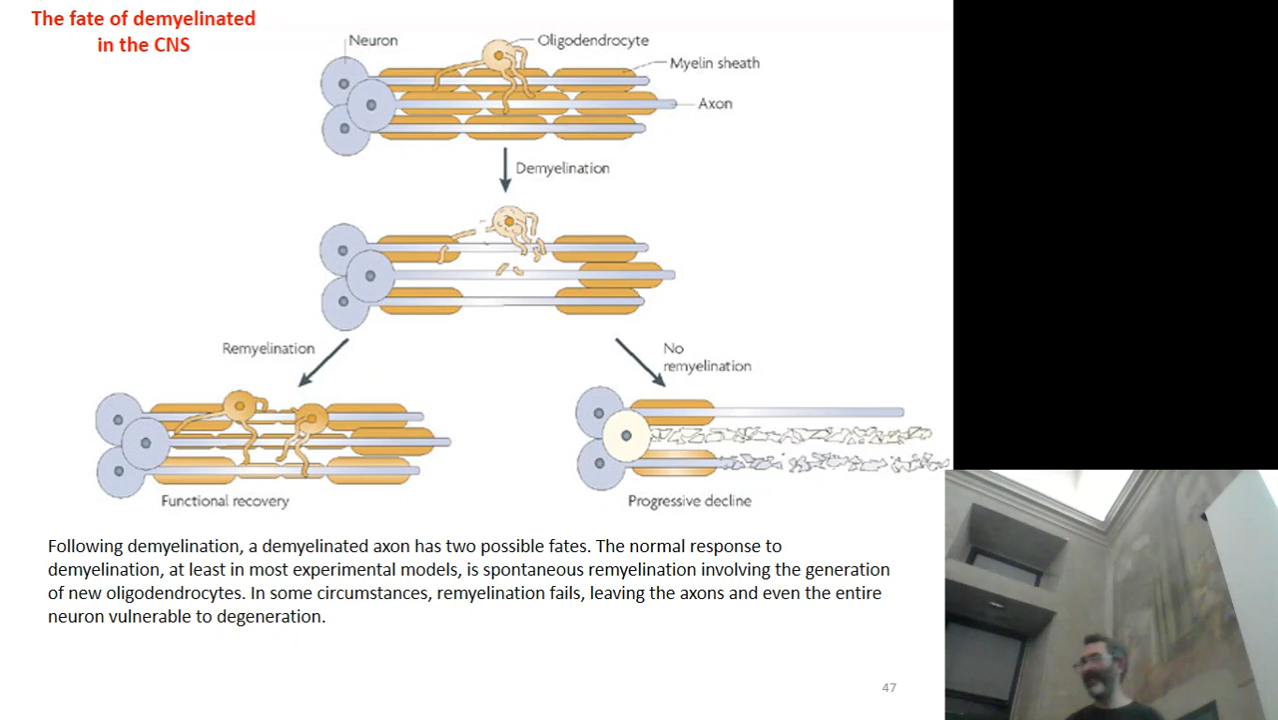 The fate of demyelinated
in the CNS
Neuron
Oligodendrocyte
Myelin sheath
Axon
Demyelination
Remyelination
No
remyelination
Functional recovery
Progressive decline
Following demyelination, a demyelinated axon has two possible fates. The normal response to
demyelination, at least in most experimental models, is spontaneous remyelination involving the generation
of new oligodendrocytes. In some circumstances, remyelination fails, leaving the axons and even the entire
neuron vulnerable to degeneration.
47